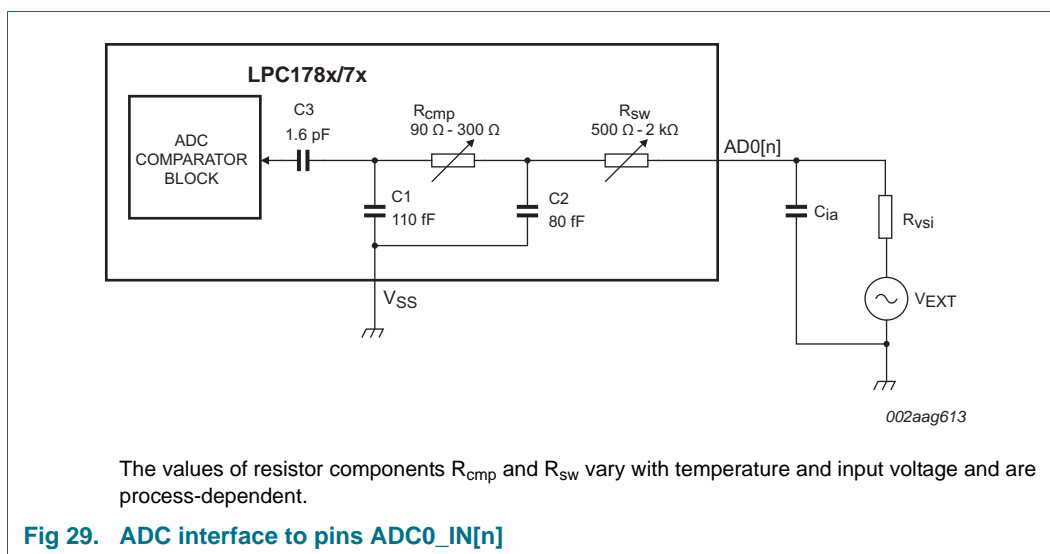 LPC178x/7x
ADC
COMPARATOR
BLOCK
C3
1.6 pF
Rcmp
90 Ω - 300 Ω
Rsw
500 Ω - 2 kΩ
AD0[n]
C1
110 fF
C2
80 fF
Cia
Rvsi
VSS
VEXT
002aag613
The values of resistor components Rcmp and Rsw vary with temperature and input voltage and are
process-dependent.
Fig 29. ADC interface to pins ADC0_IN[n]